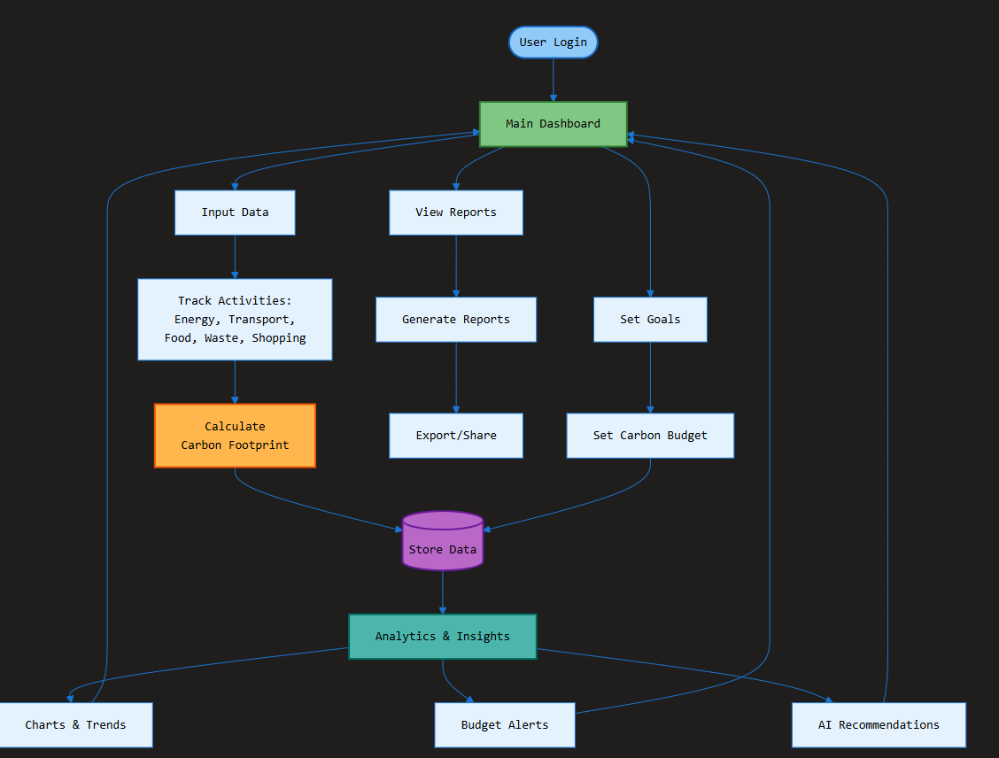 User Login
Main Dashboard
Input Data
View Reports
Track Activities:
Energy, Transport,
Food, Waste, Shopping
Generate Reports
Set Goals
Calculate
Carbon Footprint
Export/Share
Set Carbon Budget
Store Data
Analytics & Insights
Charts & Trends
Budget Alerts
AI Recommendations